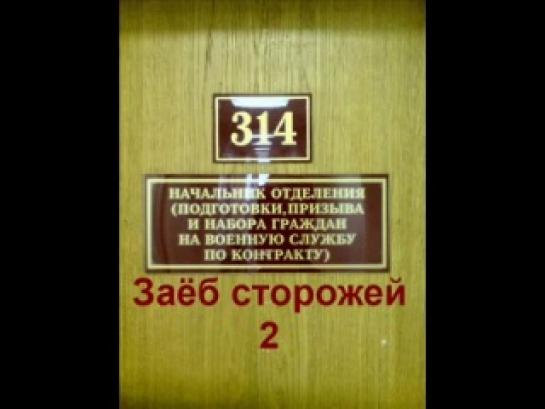 314
НАЧАЛЬНИК ОТДЕЛЕНИЯ
(ПОДГОТОВКИ, ПРИЗЫВА
И НАБОРА ГРАЖДАН
НА ВОЕННУЮ СЛУЖБУ
ПО КОНТРАКТУ)
Заёб сторожей
2